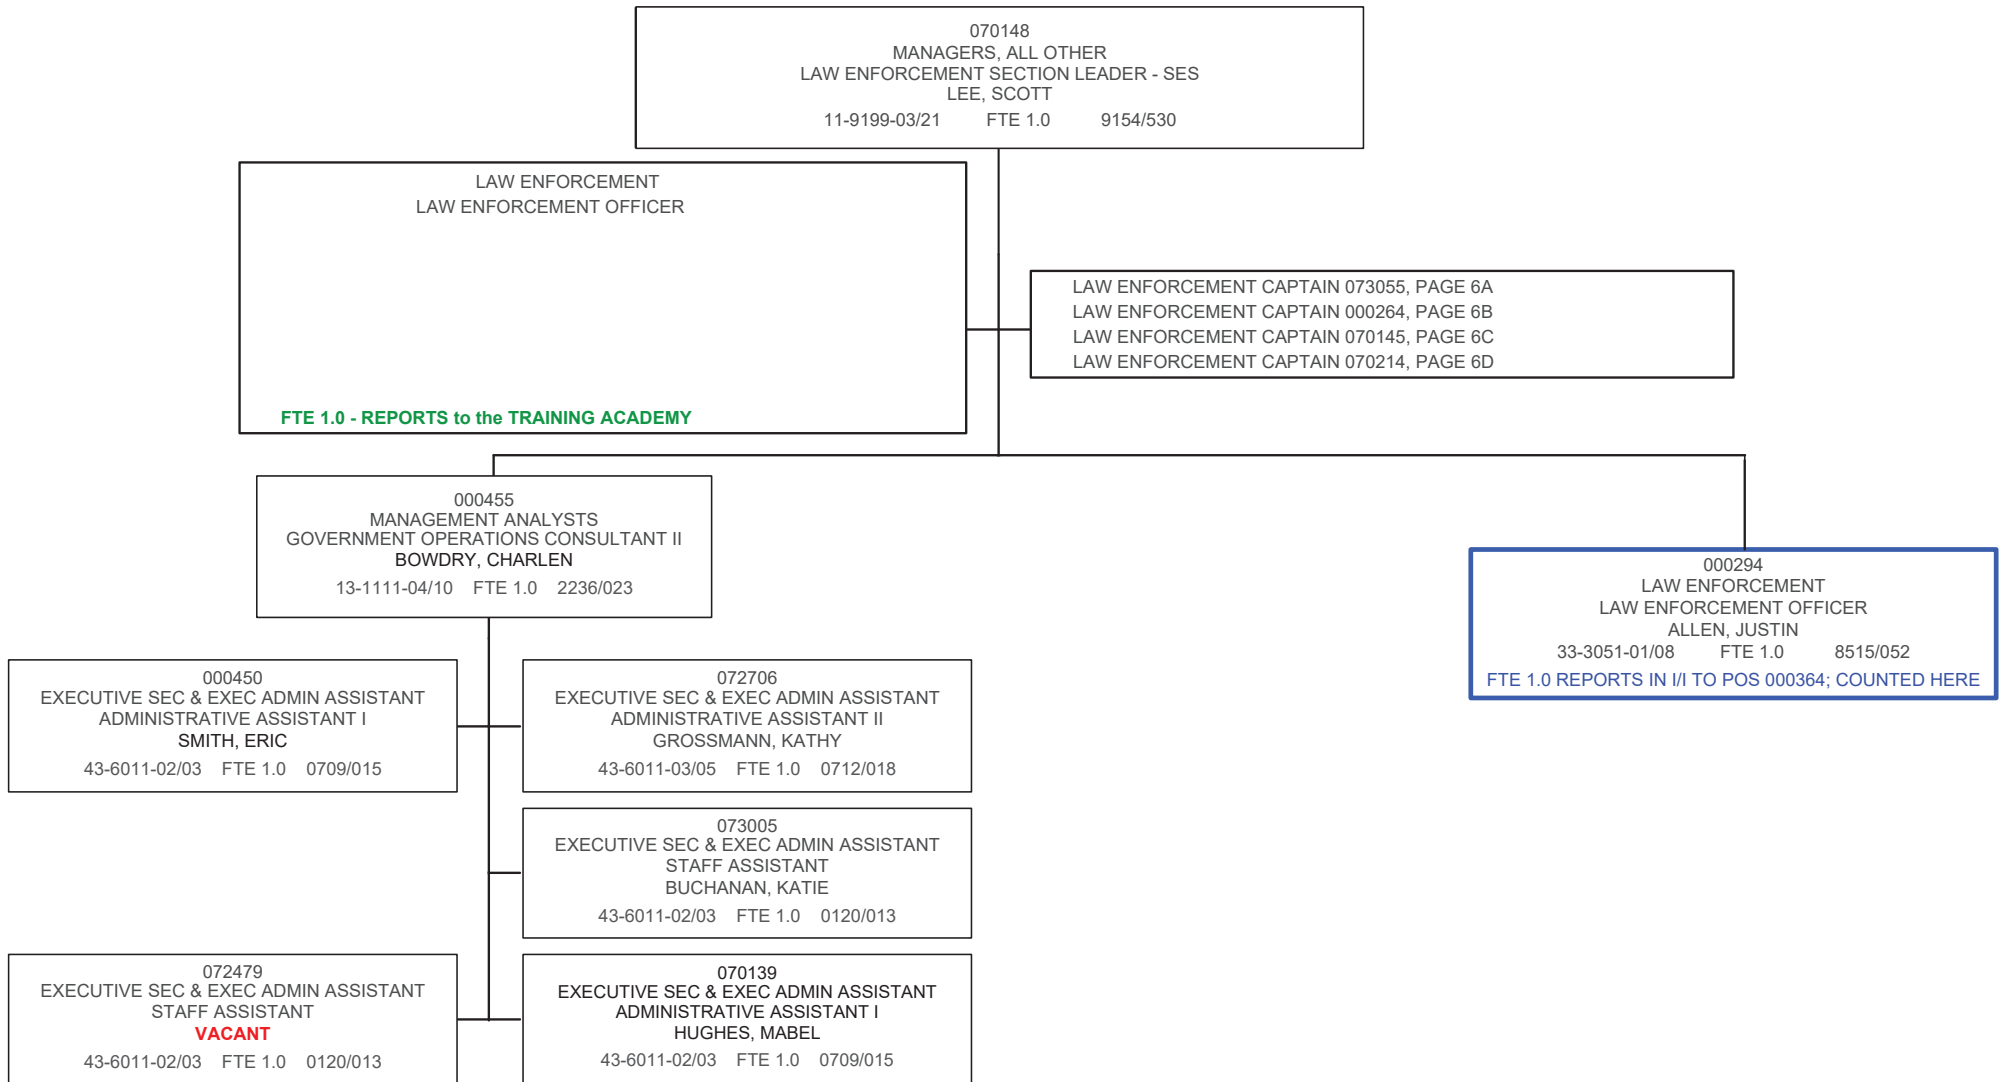 070148
MANAGERS, ALL OTHER
LAW ENFORCEMENT SECTION LEADER - SES
LEE, SCOTT
11-9199-03/21 FTE 1.0 9154/530
LAW ENFORCEMENT
LAW ENFORCEMENT OFFICER
FTE 1.0 - REPORTS to the TRAINING ACADEMY
LAW ENFORCEMENT CAPTAIN 073055, PAGE 6A
LAW ENFORCEMENT CAPTAIN 000264, PAGE 6B
LAW ENFORCEMENT CAPTAIN 070145, PAGE 6C
LAW ENFORCEMENT CAPTAIN 070214, PAGE 6D
000455
MANAGEMENT ANALYSTS
GOVERNMENT OPERATIONS CONSULTANT II
BOWDRY, CHARLEN
13-1111-04/10 FTE 1.0 2236/023
000294
LAW ENFORCEMENT
LAW ENFORCEMENT OFFICER
ALLEN, JUSTIN
33-3051-01/08 FTE 1.0 8515/052
FTE 1.0 REPORTS IN I/I TO POS 000364; COUNTED HERE
000450
EXECUTIVE SEC & EXEC ADMIN ASSISTANT
ADMINISTRATIVE ASSISTANT I
SMITH, ERIC
43-6011-02/03 FTE 1.0 0709/015
072706
EXECUTIVE SEC & EXEC ADMIN ASSISTANT
ADMINISTRATIVE ASSISTANT II
GROSSMANN, KATHY
43-6011-03/05 FTE 1.0 0712/018
073005
EXECUTIVE SEC & EXEC ADMIN ASSISTANT
STAFF ASSISTANT
BUCHANAN, KATIE
43-6011-02/03 FTE 1.0 0120/013
072479
EXECUTIVE SEC & EXEC ADMIN ASSISTANT
STAFF ASSISTANT
VACANT
43-6011-02/03 FTE 1.0 0120/013
070139
EXECUTIVE SEC & EXEC ADMIN ASSISTANT
ADMINISTRATIVE ASSISTANT I
HUGHES, MABEL
43-6011-02/03 FTE 1.0 0709/015